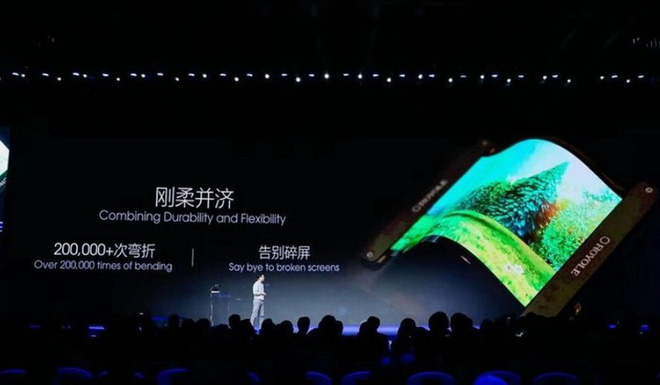 刚柔并济
Combining Durability and Flexibility
200,000+次弯折
Over 200,000 times of bending
告别碎屏
Say bye to broken screens
ROYOLE
ROYOLE